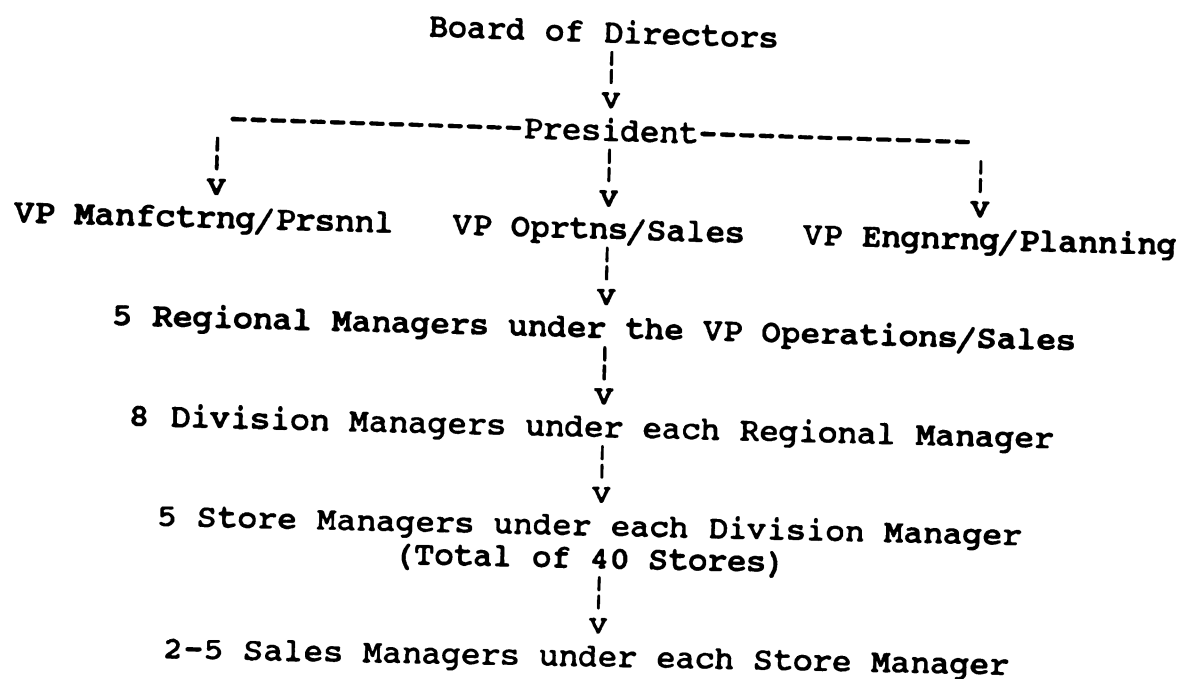 Board of Directors
---------------President--------------
VP Manfctrng/Prsnnl VP Oprtns/Sales VP Engnrng/Planning
5 Regional Managers under the VP Operations/Sales
8 Division Managers under each Regional Manager
5 Store Managers under each Division Manager
(Total of 40 Stores)
2-5 Sales Managers under each Store Manager